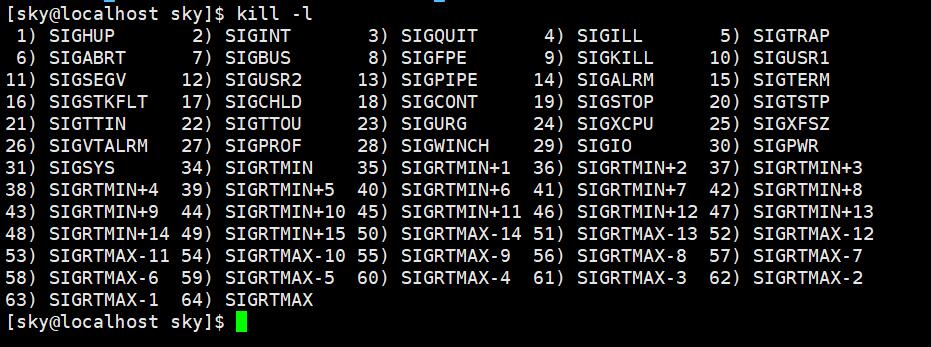 [sky@localhost sky]$ kill -l
 1) SIGHUP       2) SIGINT       3) SIGQUIT      4) SIGILL       5) SIGTRAP
 6) SIGABRT      7) SIGBUS       8) SIGFPE       9) SIGKILL     10) SIGUSR1
11) SIGSEGV     12) SIGUSR2     13) SIGPIPE     14) SIGALRM     15) SIGTERM
16) SIGSTKFLT   17) SIGCHLD     18) SIGCONT     19) SIGSTOP     20) SIGTSTP
21) SIGTTIN     22) SIGTTOU     23) SIGURG      24) SIGXCPU     25) SIGXFSZ
26) SIGVTALRM   27) SIGPROF     28) SIGWINCH    29) SIGIO       30) SIGPWR
31) SIGSYS      34) SIGRTMIN    35) SIGRTMIN+1  36) SIGRTMIN+2  37) SIGRTMIN+3
38) SIGRTMIN+4  39) SIGRTMIN+5  40) SIGRTMIN+6  41) SIGRTMIN+7  42) SIGRTMIN+8
43) SIGRTMIN+9  44) SIGRTMIN+10 45) SIGRTMIN+11 46) SIGRTMIN+12 47) SIGRTMIN+13
48) SIGRTMIN+14 49) SIGRTMIN+15 50) SIGRTMAX-14 51) SIGRTMAX-13 52) SIGRTMAX-12
53) SIGRTMAX-11 54) SIGRTMAX-10 55) SIGRTMAX-9  56) SIGRTMAX-8  57) SIGRTMAX-7
58) SIGRTMAX-6  59) SIGRTMAX-5  60) SIGRTMAX-4  61) SIGRTMAX-3  62) SIGRTMAX-2
63) SIGRTMAX-1  64) SIGRTMAX
[sky@localhost sky]$